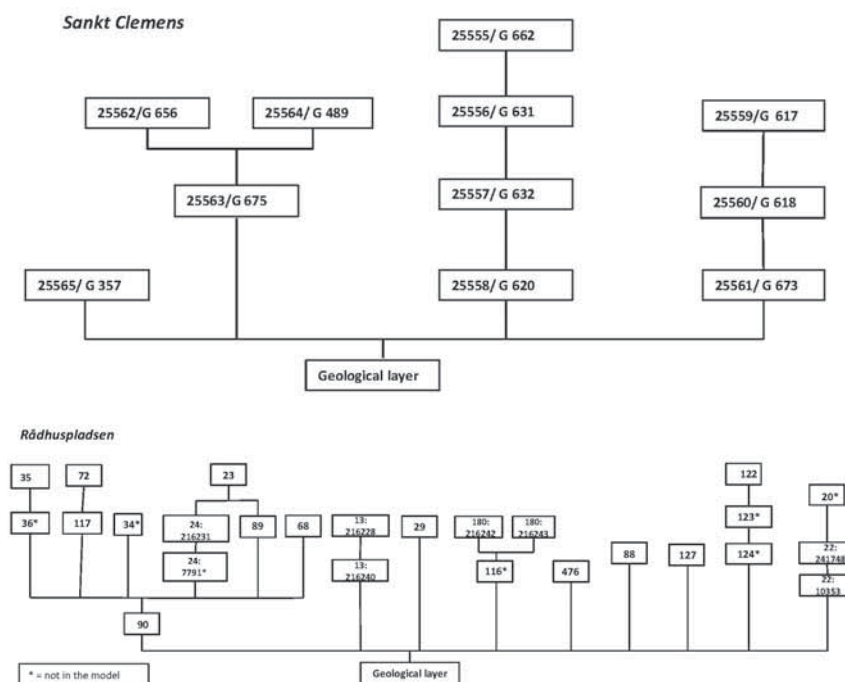 Sankt Clemens
25555/ G 662
25562/G 656
25564/ G 489
25556/ G 631
25559/ G 617
25563/G 675
25557/ G 632
25560/ G 618
25565/ G 357
25558/ G 620
25561/ G 673
Geological layer
Rådhuspladsen
35
72
23
122
20*
36*
117
34*
24:
216231
89
68
13:
216228
29
180:
216242
180:
216243
123*
24:
7791*
13:
216240
116*
476
88
127
124*
22:
241748
22:
10353
90
* = not in the model
Geological layer